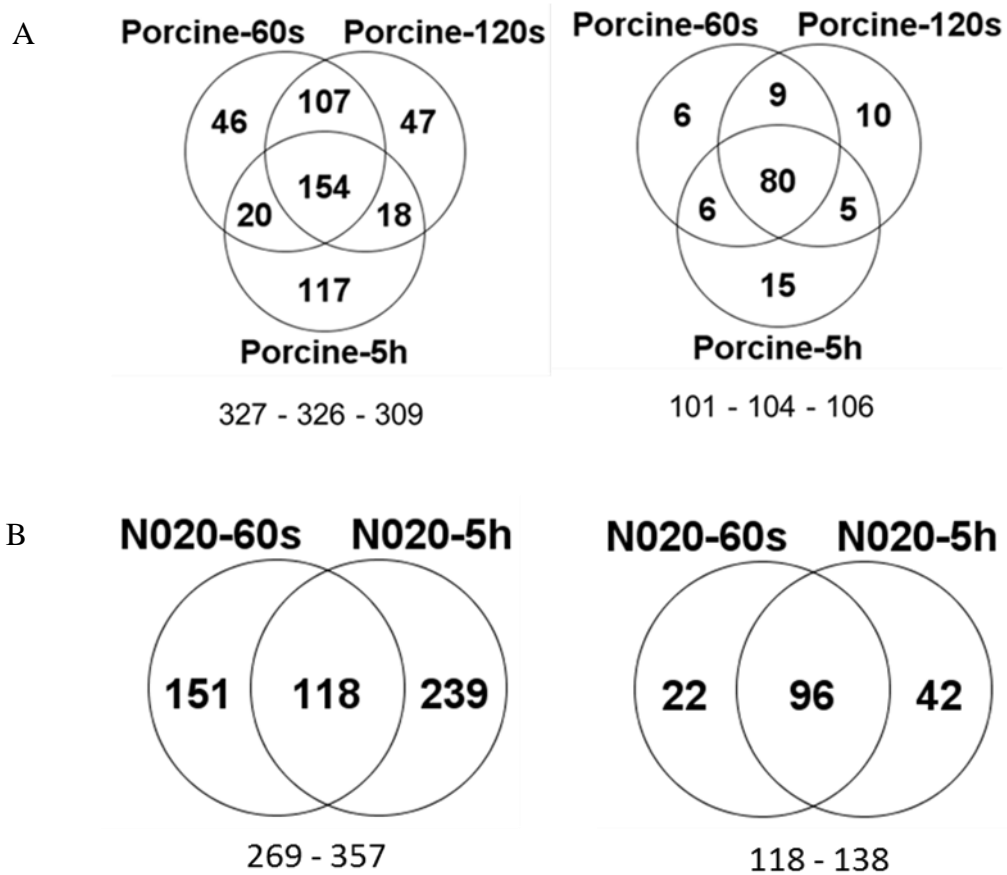 A
Porcine-60s Porcine-120s
46 107 47
154
20 18
117
Porcine-5h
327 - 326 - 309
Porcine-60s Porcine-120s
6 9 10
80
6 5
15
Porcine-5h
101 - 104 - 106
B
N020-60s N020-5h
151 118 239
269 - 357
N020-60s N020-5h
22 96 42
118 - 138